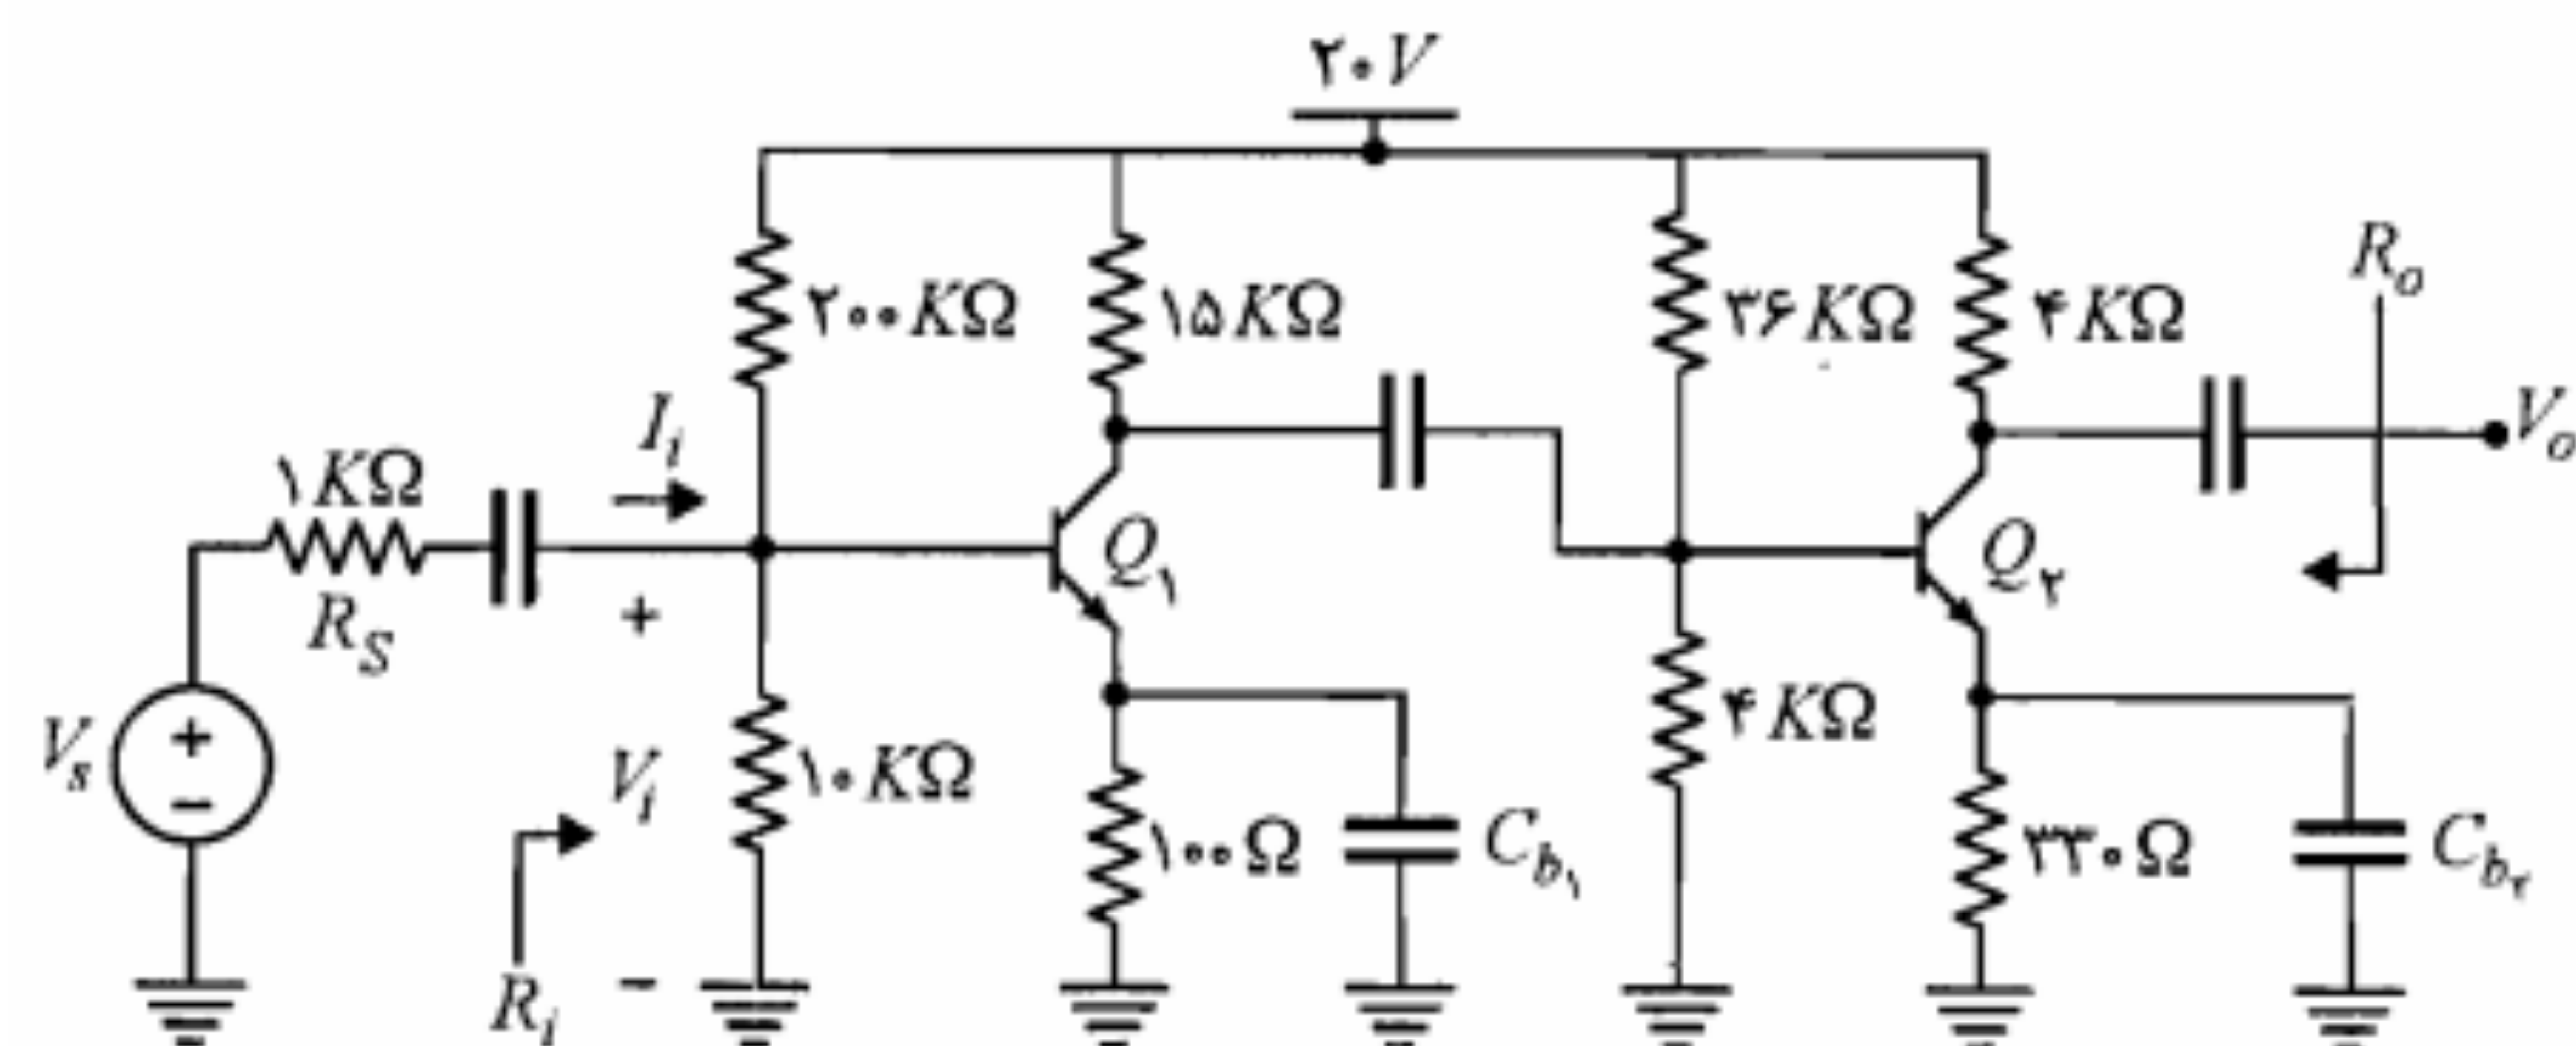 ۲۰V
R_o
۲۰۰KΩ
۱۵KΩ
۳۶KΩ
۴KΩ
I_i
V_o
۱KΩ
R_S
+
Q_۱
Q_۲
V_s
+
−
V_i
۱۰KΩ
۴KΩ
۱۰۰Ω
C_b۱
۳۳۰Ω
C_b۲
R_i
−